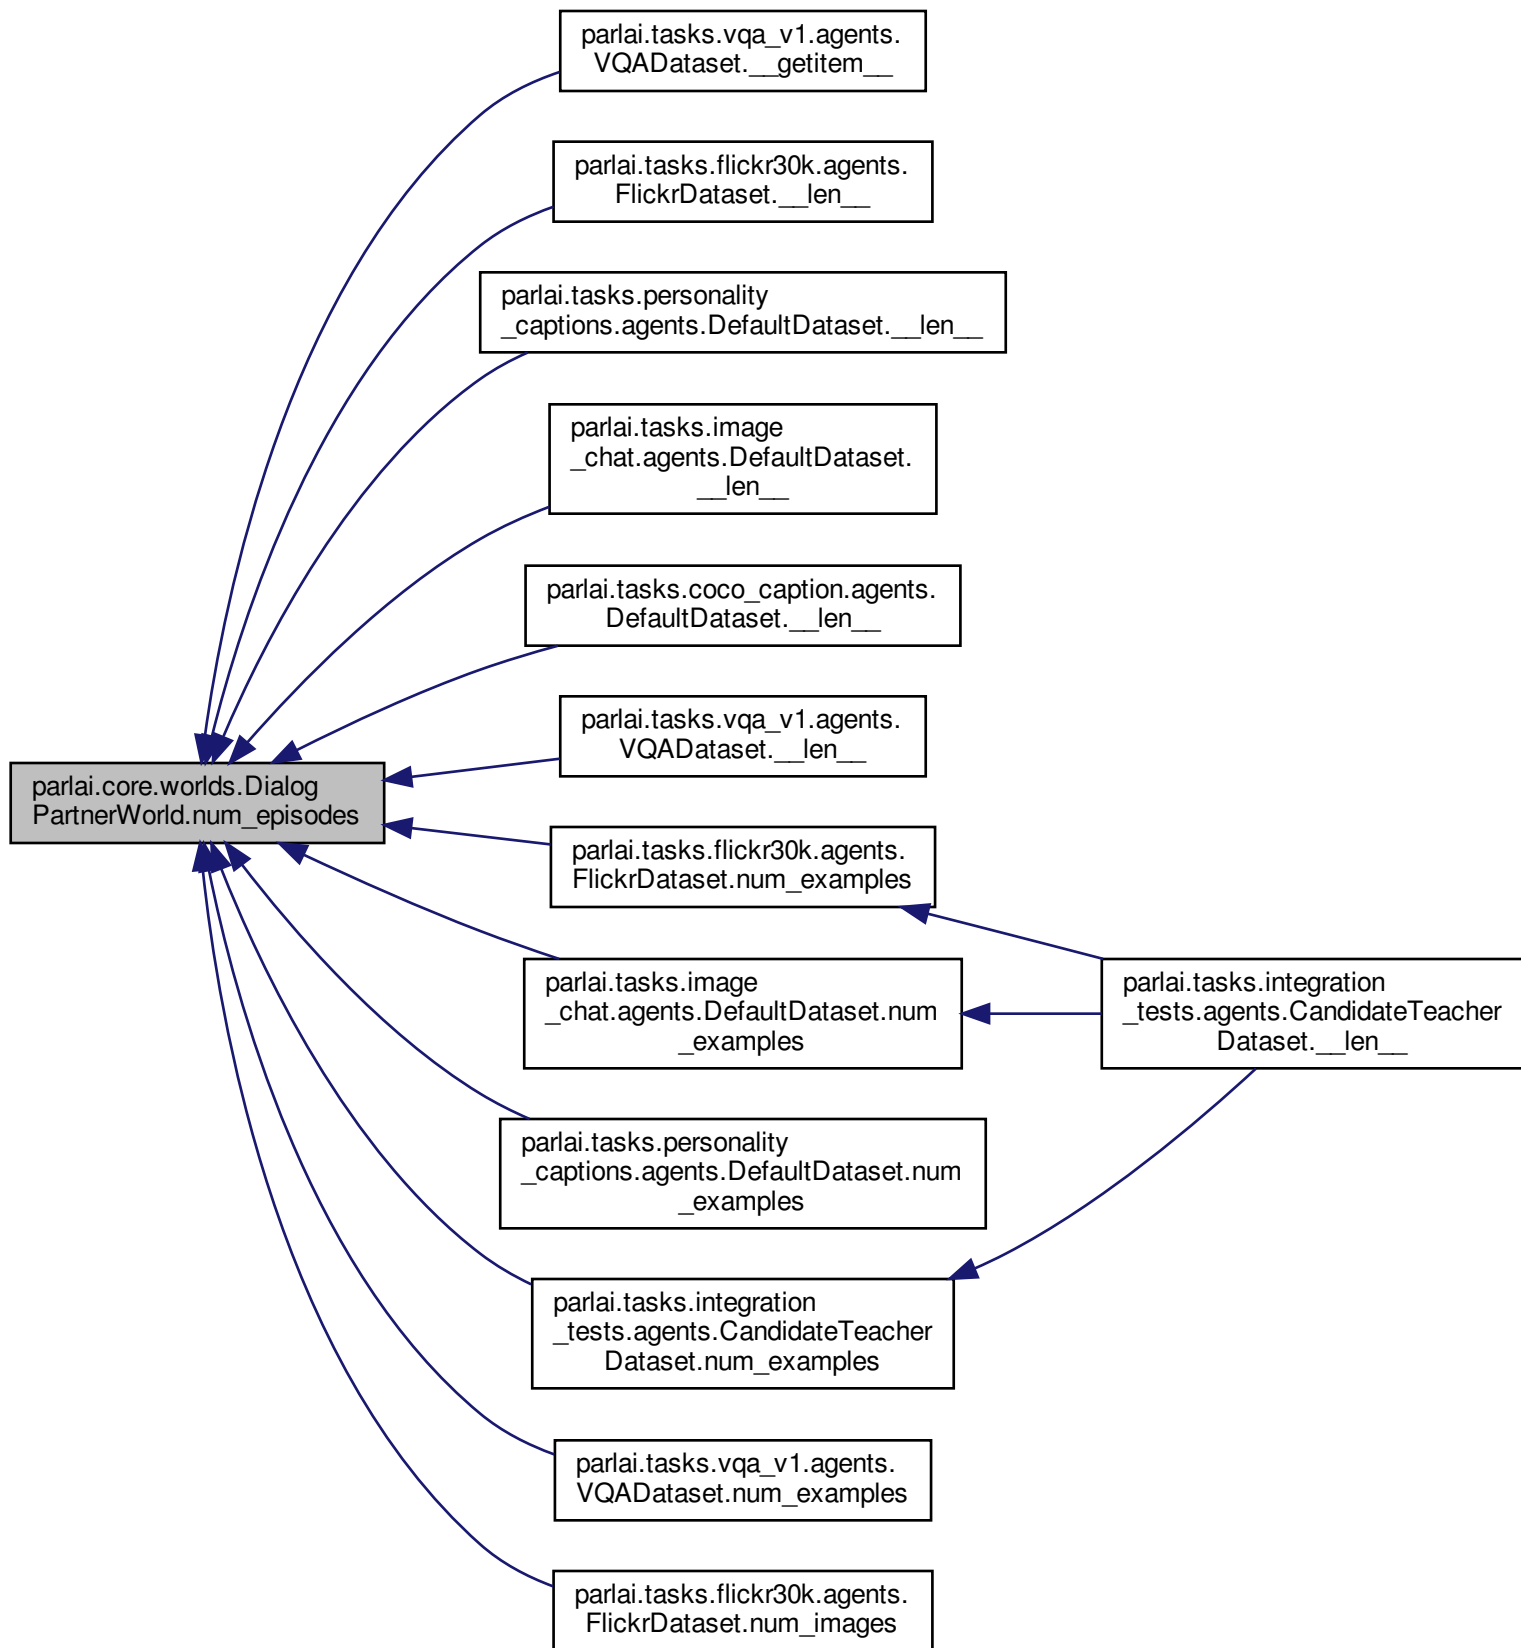 parlai.tasks.vqa_v1.agents.
VQADataset.__getitem__
parlai.tasks.flickr30k.agents.
FlickrDataset.__len__
parlai.tasks.personality
_captions.agents.DefaultDataset.__len__
parlai.tasks.image
_chat.agents.DefaultDataset.
__len__
parlai.tasks.coco_caption.agents.
DefaultDataset.__len__
parlai.tasks.vqa_v1.agents.
VQADataset.__len__
parlai.core.worlds.Dialog
PartnerWorld.num_episodes
parlai.tasks.flickr30k.agents.
FlickrDataset.num_examples
parlai.tasks.image
_chat.agents.DefaultDataset.num
_examples
parlai.tasks.integration
_tests.agents.CandidateTeacher
Dataset.__len__
parlai.tasks.personality
_captions.agents.DefaultDataset.num
_examples
parlai.tasks.integration
_tests.agents.CandidateTeacher
Dataset.num_examples
parlai.tasks.vqa_v1.agents.
VQADataset.num_examples
parlai.tasks.flickr30k.agents.
FlickrDataset.num_images